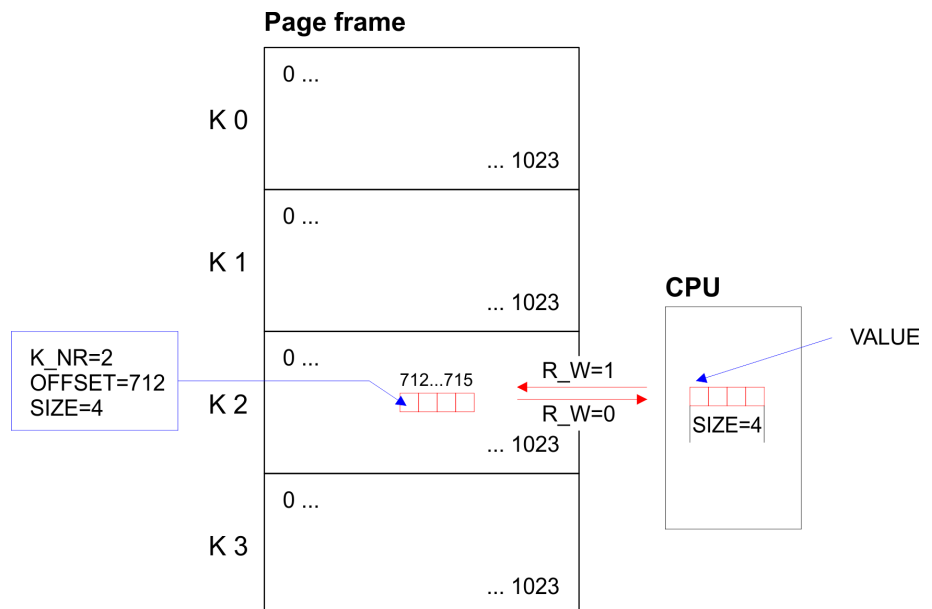 Page frame
0 ...
K 0
... 1023
0 ...
K 1
... 1023
CPU
K_NR=2
OFFSET=712
SIZE=4
0 ...
712...715
K 2
... 1023
R_W=1
R_W=0
VALUE
SIZE=4
0 ...
K 3
... 1023